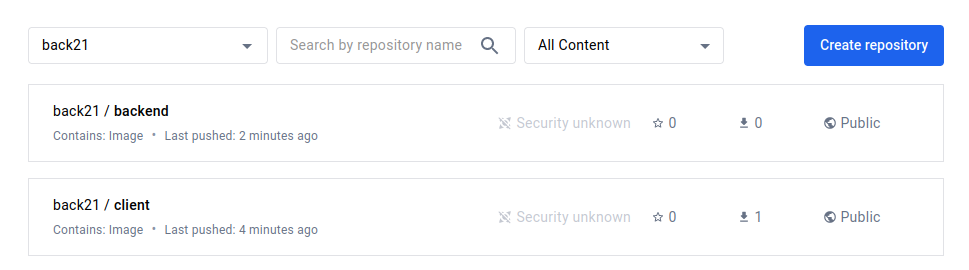 back21 Search by repository name All Content Create repository
back21 / backend
Security unknown 0 0 Public
Contains: Image • Last pushed: 2 minutes ago
back21 / client
Security unknown 0 1 Public
Contains: Image • Last pushed: 4 minutes ago